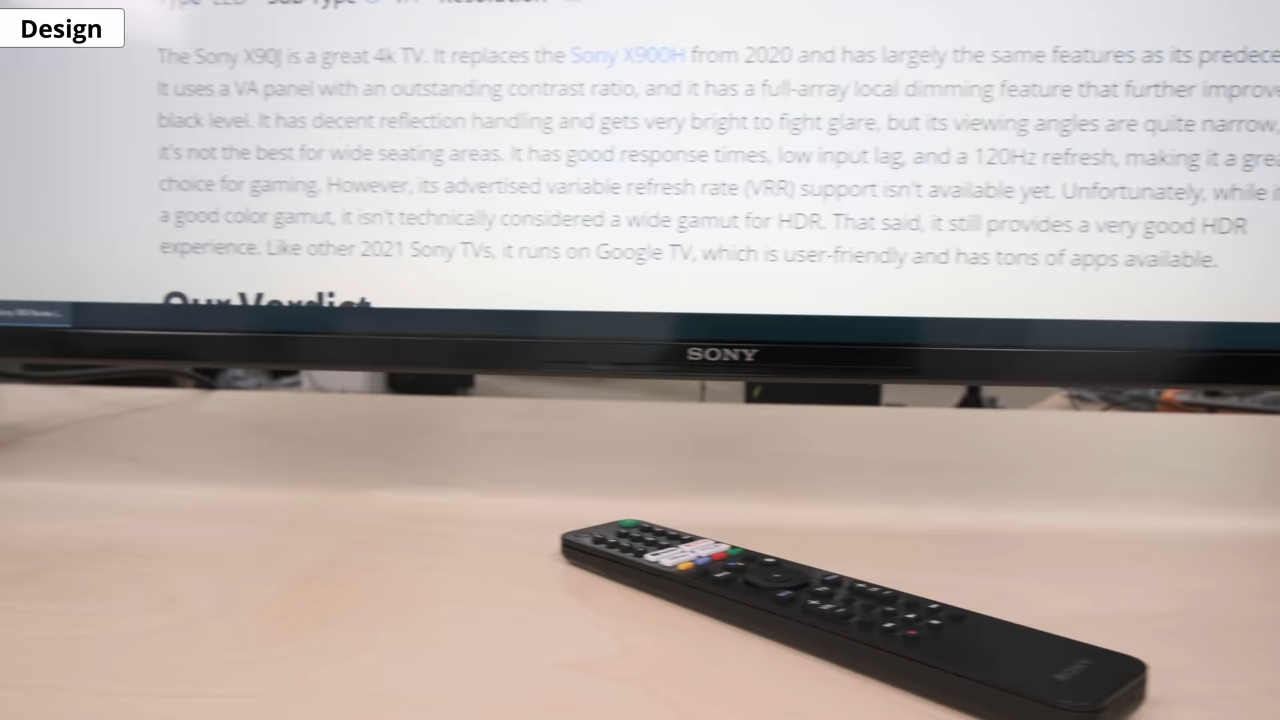 Design
The Sony X90J is a great 4k TV. It replaces the Sony X900H from 2020 and has largely the same features as its predece
It uses a VA panel with an outstanding contrast ratio, and it has a full-array local dimming feature that further improve
black level. It has decent reflection handling and gets very bright to fight glare, but its viewing angles are quite narrow,
it's not the best for wide seating areas. It has good response times, low input lag, and a 120Hz refresh, making it a grea
choice for gaming. However, its advertised variable refresh rate (VRR) support isn't available yet. Unfortunately, while
a good color gamut, it isn't technically considered a wide gamut for HDR. That said, it still provides a very good HDR
experience. Like other 2021 Sony TVs, it runs on Google TV, which is user-friendly and has tons of apps available.
Our Verdict
SONY
SONY